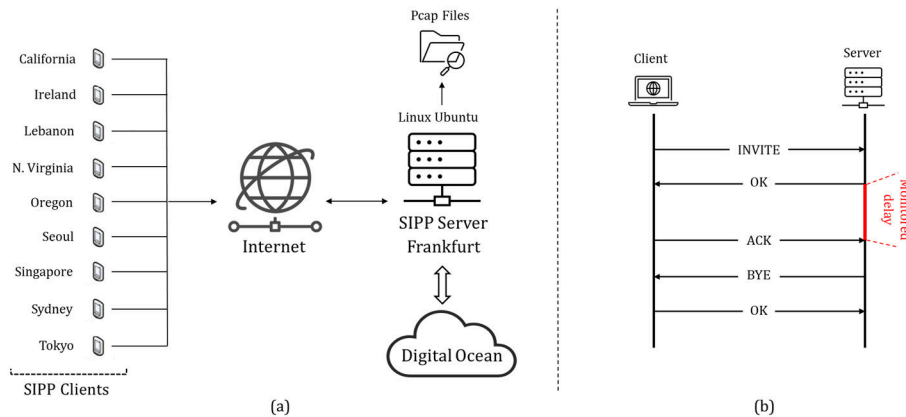 Pcap Files
California
Ireland
Lebanon
N. Virginia
Oregon
Seoul
Singapore
Sydney
Tokyo
SIPP Clients
Internet
Linux Ubuntu
SIPP Server
Frankfurt
Digital Ocean
(a)
Client
Server
INVITE
OK
Monitored
delay
ACK
BYE
OK
(b)